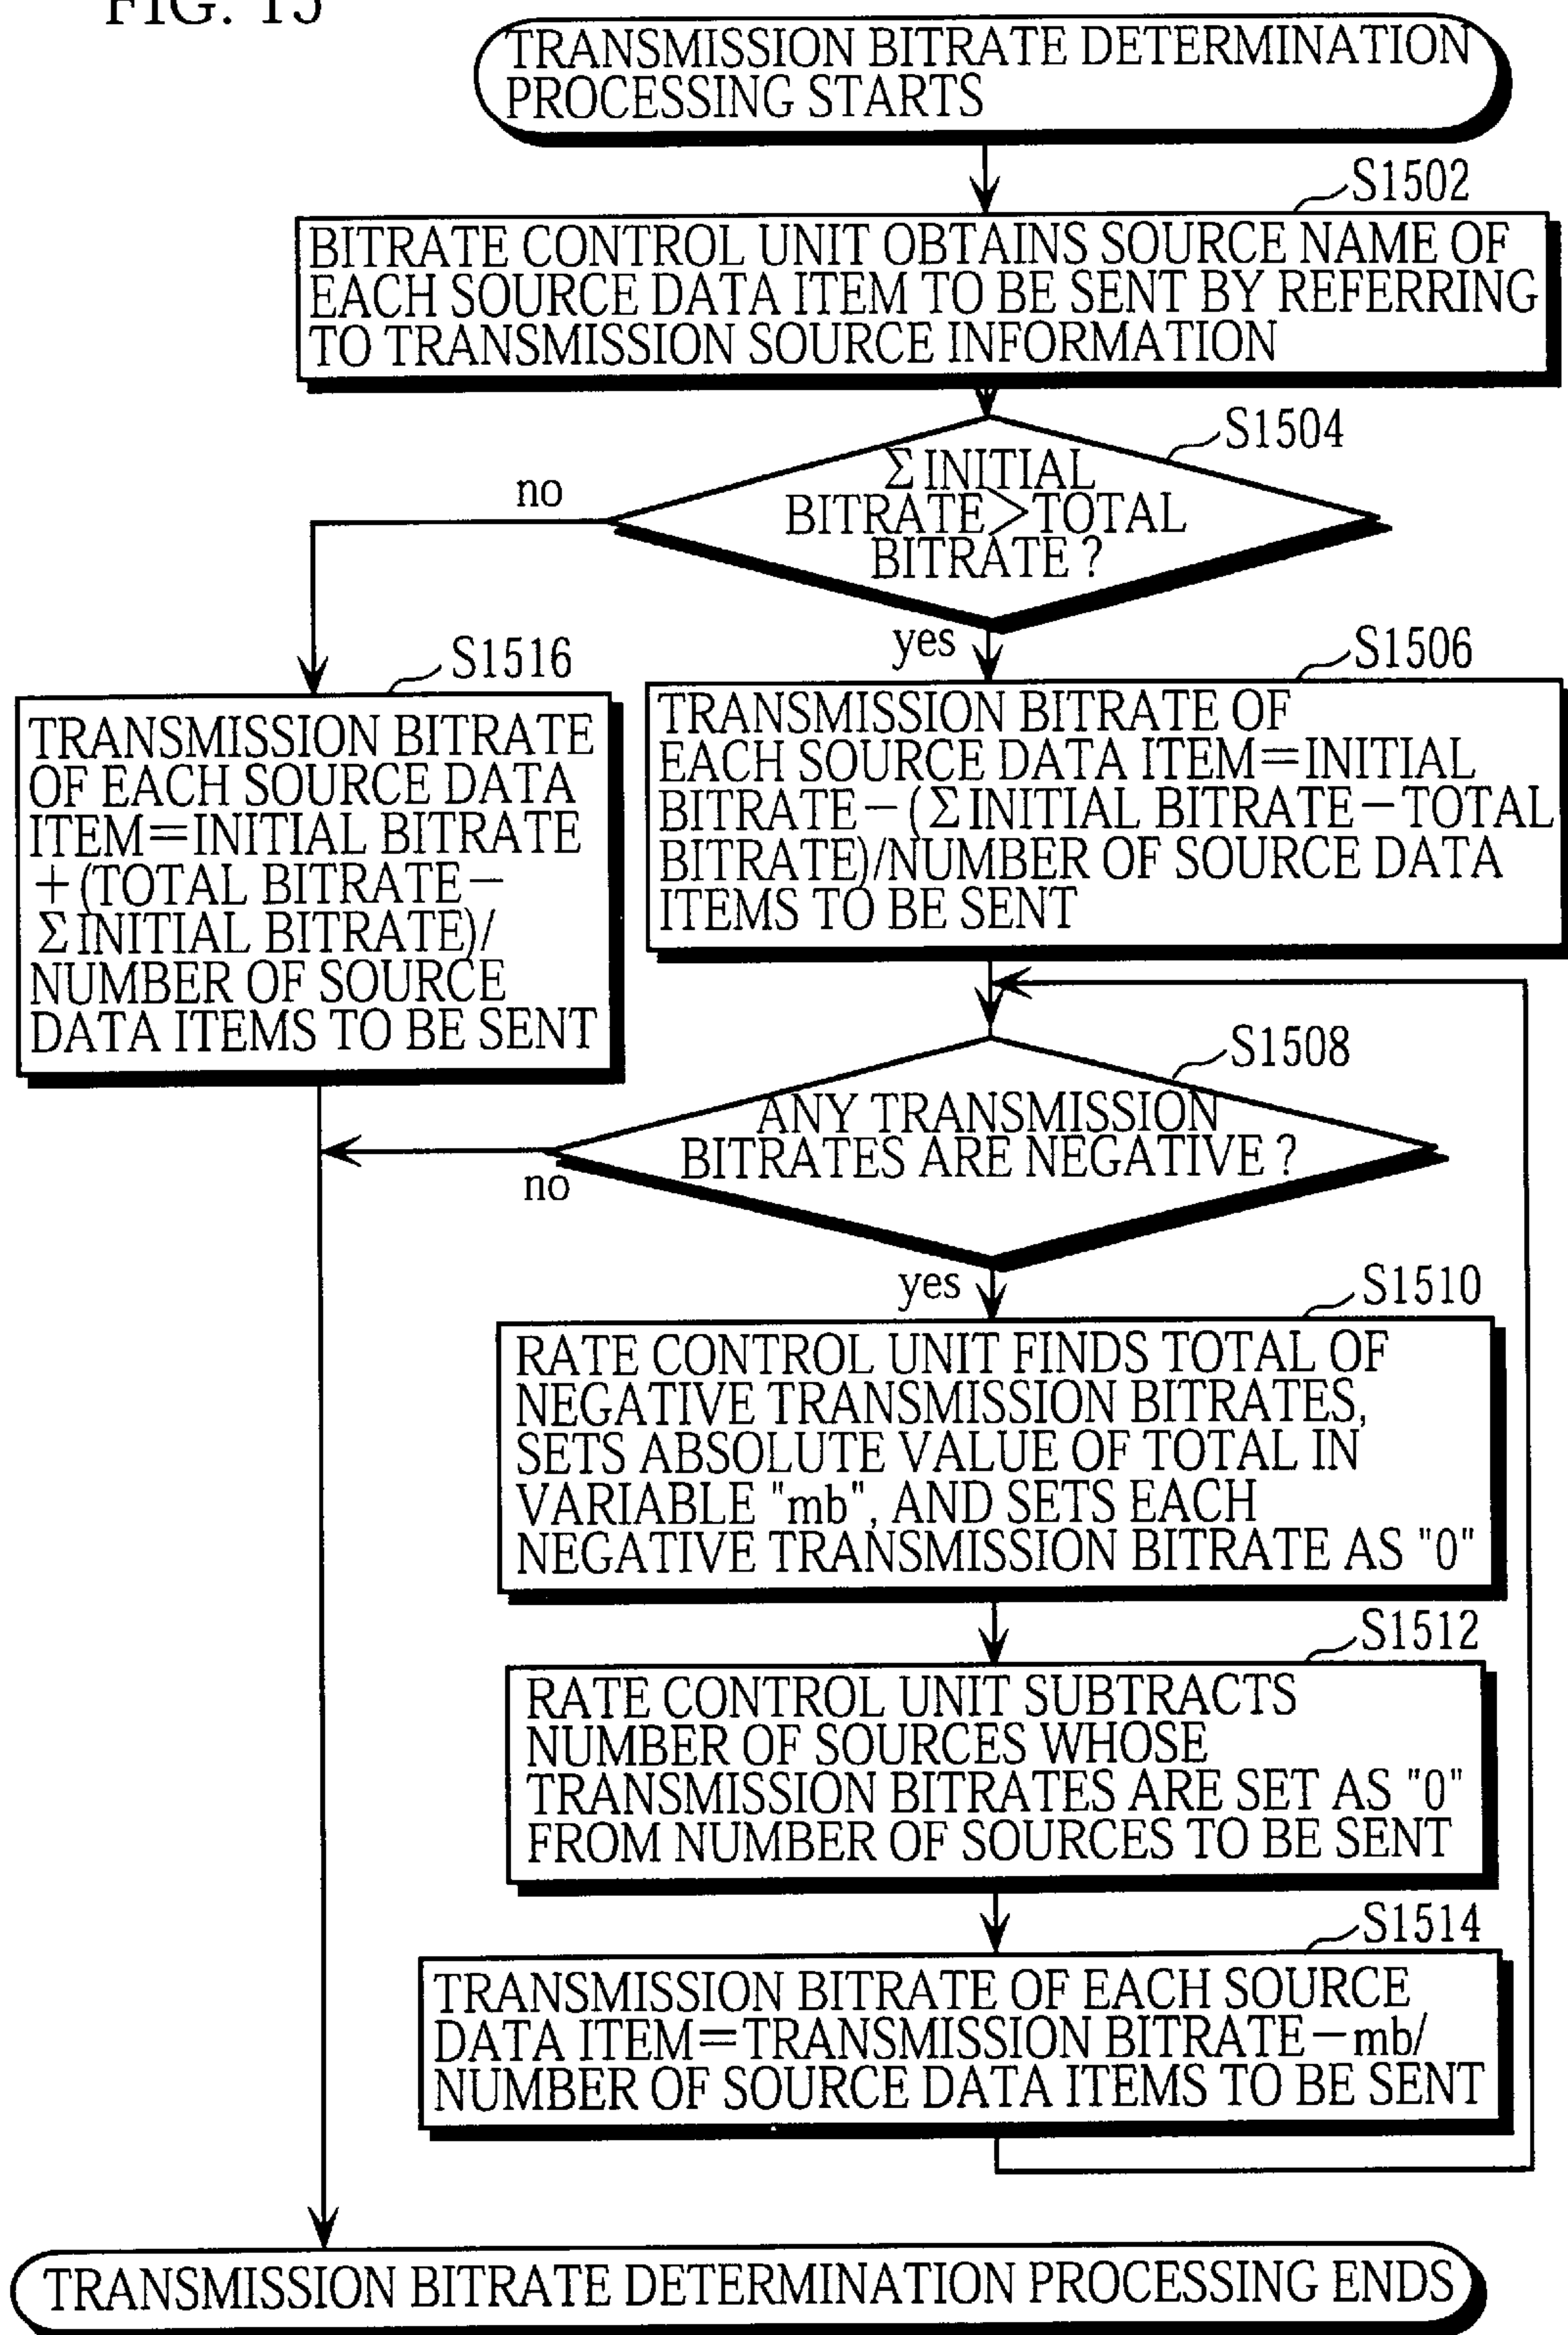 FIG. 15
TRANSMISSION BITRATE DETERMINATION
PROCESSING STARTS
S1502
BITRATE CONTROL UNIT OBTAINS SOURCE NAME OF
EACH SOURCE DATA ITEM TO BE SENT BY REFERRING
TO TRANSMISSION SOURCE INFORMATION
S1504
Σ INITIAL
BITRATE>TOTAL
BITRATE ?
no
yes
S1516
TRANSMISSION BITRATE
OF EACH SOURCE DATA
ITEM=INITIAL BITRATE
+(TOTAL BITRATE−
Σ INITIAL BITRATE)/
NUMBER OF SOURCE
DATA ITEMS TO BE SENT
S1506
TRANSMISSION BITRATE OF
EACH SOURCE DATA ITEM=INITIAL
BITRATE−(Σ INITIAL BITRATE−TOTAL
BITRATE)/NUMBER OF SOURCE DATA
ITEMS TO BE SENT
S1508
ANY TRANSMISSION
BITRATES ARE NEGATIVE ?
no
yes
S1510
RATE CONTROL UNIT FINDS TOTAL OF
NEGATIVE TRANSMISSION BITRATES,
SETS ABSOLUTE VALUE OF TOTAL IN
VARIABLE "mb", AND SETS EACH
NEGATIVE TRANSMISSION BITRATE AS "0"
S1512
RATE CONTROL UNIT SUBTRACTS
NUMBER OF SOURCES WHOSE
TRANSMISSION BITRATES ARE SET AS "0"
FROM NUMBER OF SOURCES TO BE SENT
S1514
TRANSMISSION BITRATE OF EACH SOURCE
DATA ITEM=TRANSMISSION BITRATE−mb/
NUMBER OF SOURCE DATA ITEMS TO BE SENT
TRANSMISSION BITRATE DETERMINATION PROCESSING ENDS